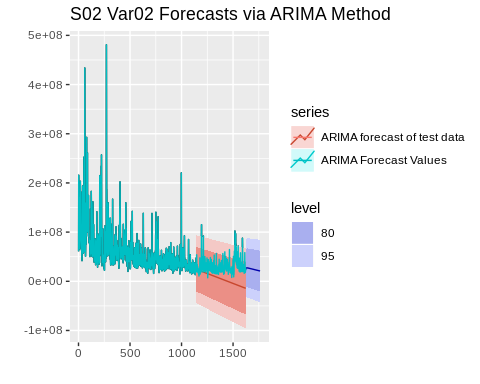 S02 Var02 Forecasts via ARIMA Method
5e+08
4e+08
3e+08
2e+08
1e+08
0e+00
-1e+08
0
500
1000
1500
series
ARIMA forecast of test data
ARIMA Forecast Values
level
80
95